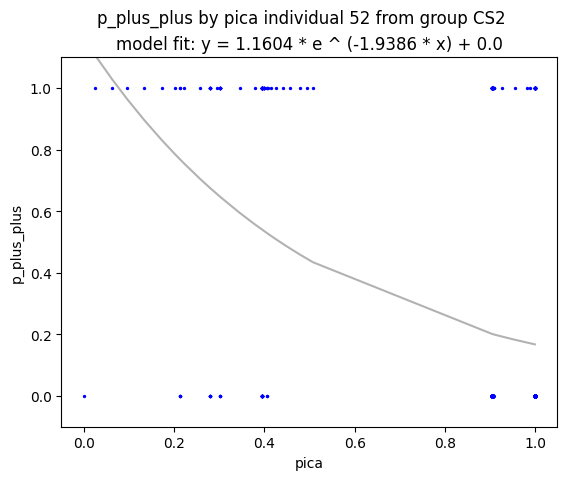 p_plus_plus by pica individual 52 from group CS2
model fit: y = 1.1604 * e ^ (-1.9386 * x) + 0.0
1.0
0.8
0.6
0.4
0.2
0.0
p_plus_plus
0.0 0.2 0.4 0.6 0.8 1.0
pica